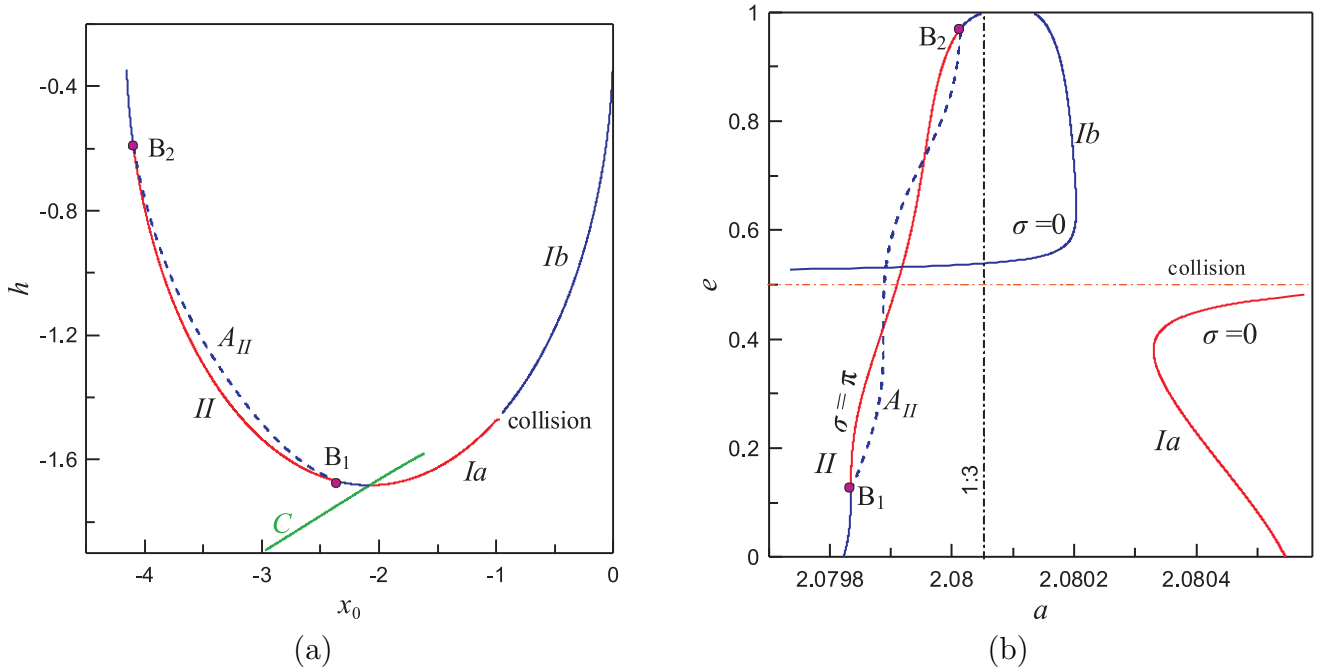 -0.4
-0.8
-1.2
-1.6
h
-4
-3
-2
-1
0
x₀
B₂
A_II
II
B₁
C
Ia
Ib
collision
(a)
1
0.8
0.6
0.4
0.2
0
e
2.0798
2.08
2.0802
2.0804
a
B₂
Ib
σ =0
collision
σ =0
σ = π
A_II
II
Ia
B₁
1:3
(b)